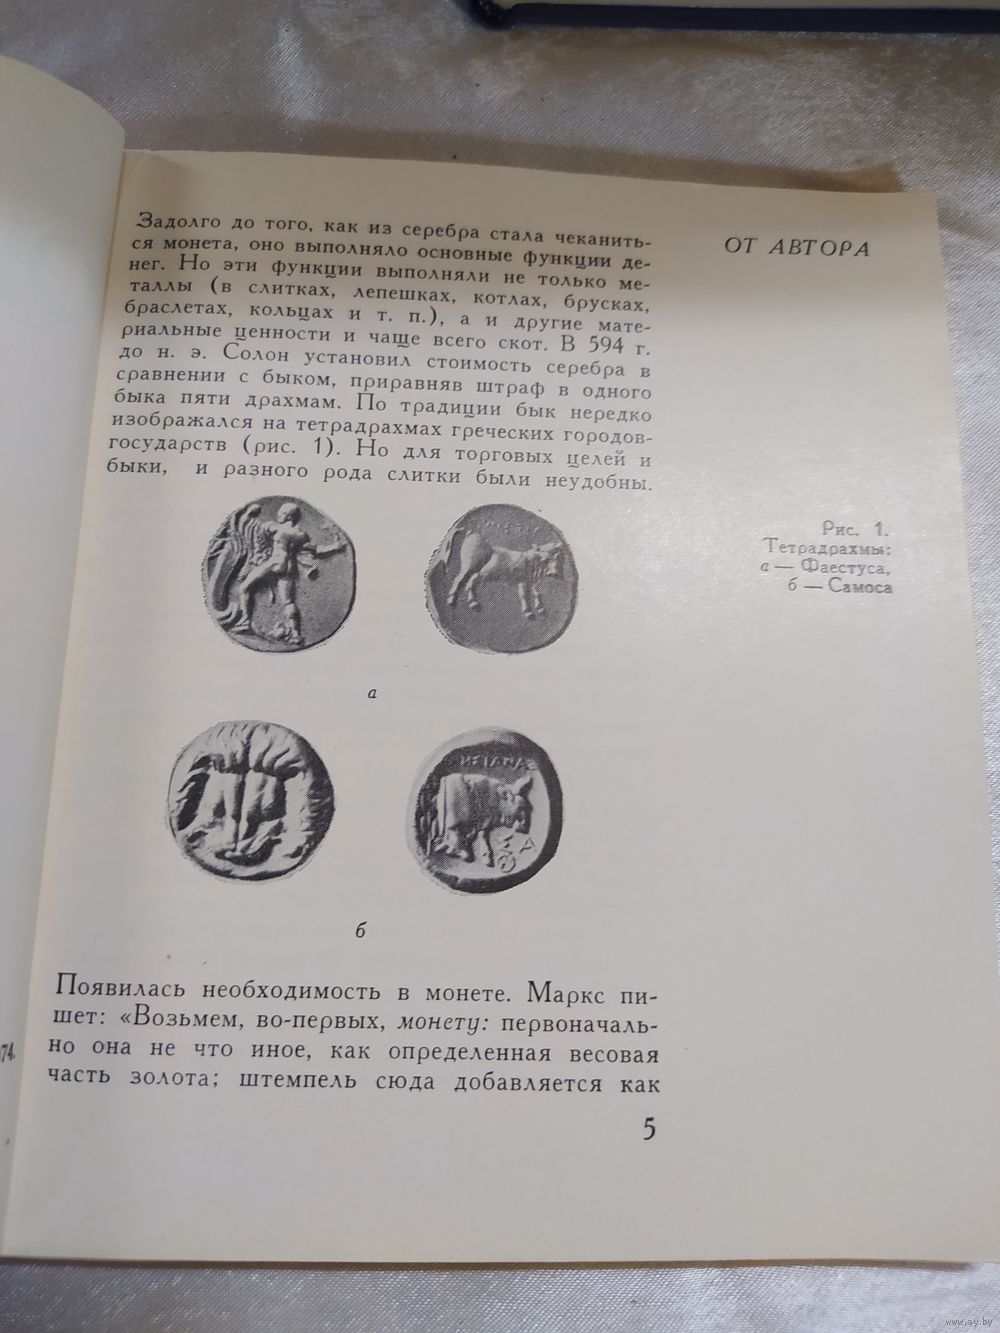 ОТ АВТОРА
Задолго до того, как из серебра стала чеканить-
ся монета, оно выполняло основные функции де-
нег. Но эти функции выполняли не только ме-
таллы (в слитках, лепешках, котлах, брусках,
браслетах, кольцах и т. п.), а и другие мате-
риальные ценности и чаще всего скот. В 594 г.
до н. э. Солон установил стоимость серебра в
сравнении с быком, приравняв штраф в одного
быка пяти драхмам. По традиции бык нередко
изображался на тетрадрахмах греческих городов-
государств (рис. 1). Но для торговых целей и
быки, и разного рода слитки были неудобны.
Рис. 1.
Тетрадрахмы:
а — Фаестуса,
б — Самоса
а
б
Появилась необходимость в монете. Маркс пи-
шет: «Возьмем, во-первых, монету: первоначаль-
но она не что иное, как определенная весовая
часть золота; штемпель сюда добавляется как
5
74.
www.ay.by